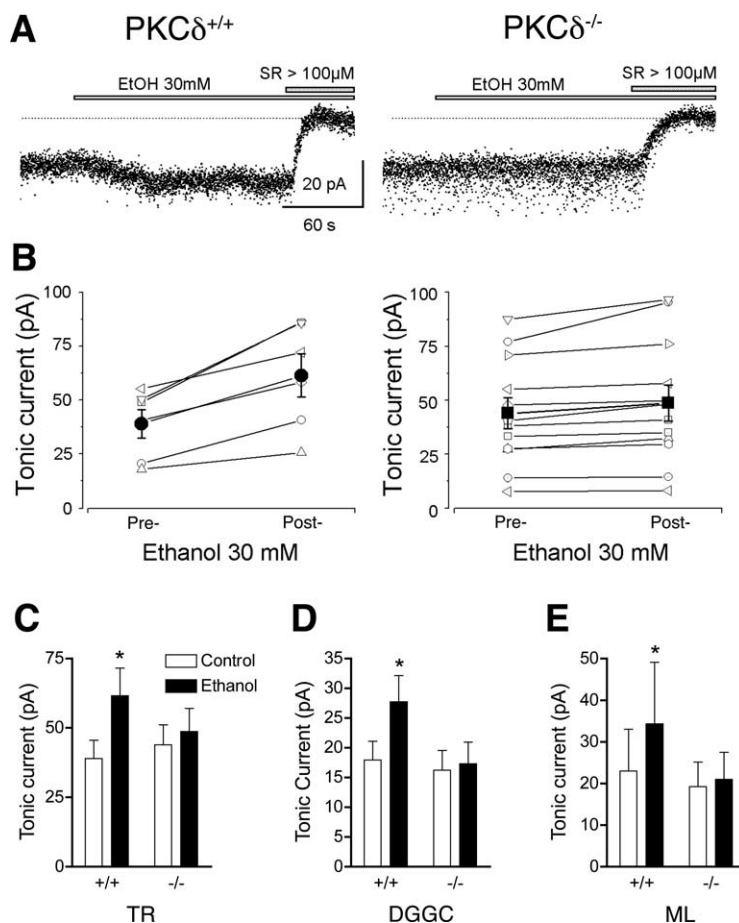 A
PKCδ+/+
PKCδ-/-
SR > 100µM
EtOH 30mM
SR > 100µM
EtOH 30mM
20 pA
60 s
B
100
75
50
25
0
Tonic current (pA)
Pre-
Post-
Ethanol 30 mM
100
75
50
25
0
Tonic current (pA)
Pre-
Post-
Ethanol 30 mM
C
75
50
25
0
Tonic current (pA)
*
Control
Ethanol
+/+
-/-
TR
D
35
30
25
20
15
10
5
0
Tonic Current (pA)
*
+/+
-/-
DGGC
E
50
40
30
20
10
0
Tonic current (pA)
*
+/+
-/-
ML